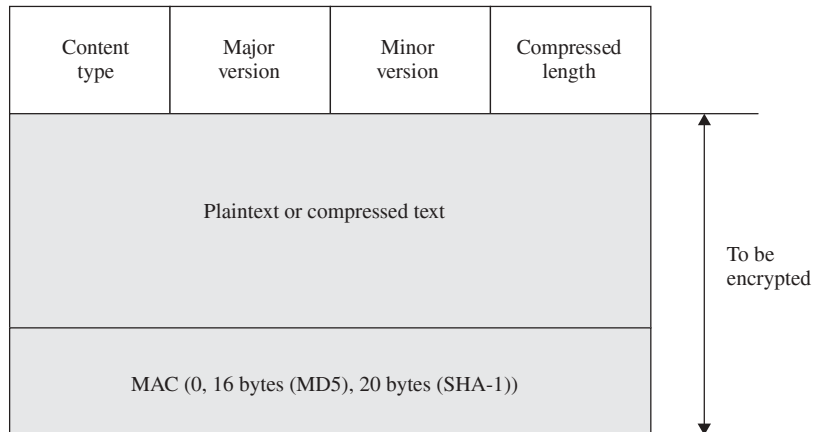 Content
type
Major
version
Minor
version
Compressed
length
Plaintext or compressed text
To be
encrypted
MAC (0, 16 bytes (MD5), 20 bytes (SHA-1))